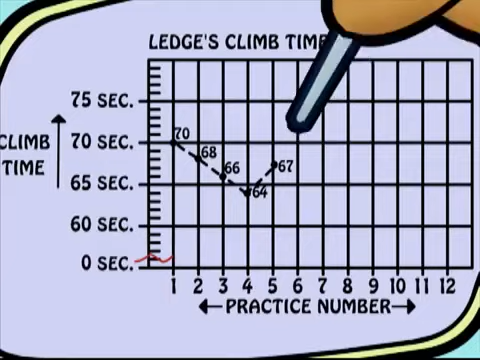 LEDGE'S CLIMB TIME
75 SEC.
70 SEC.
65 SEC.
60 SEC.
0 SEC.
CLIMB
TIME
70
68
66
64
67
1 2 3 4 5 6 7 8 9 10 11 12
PRACTICE NUMBER